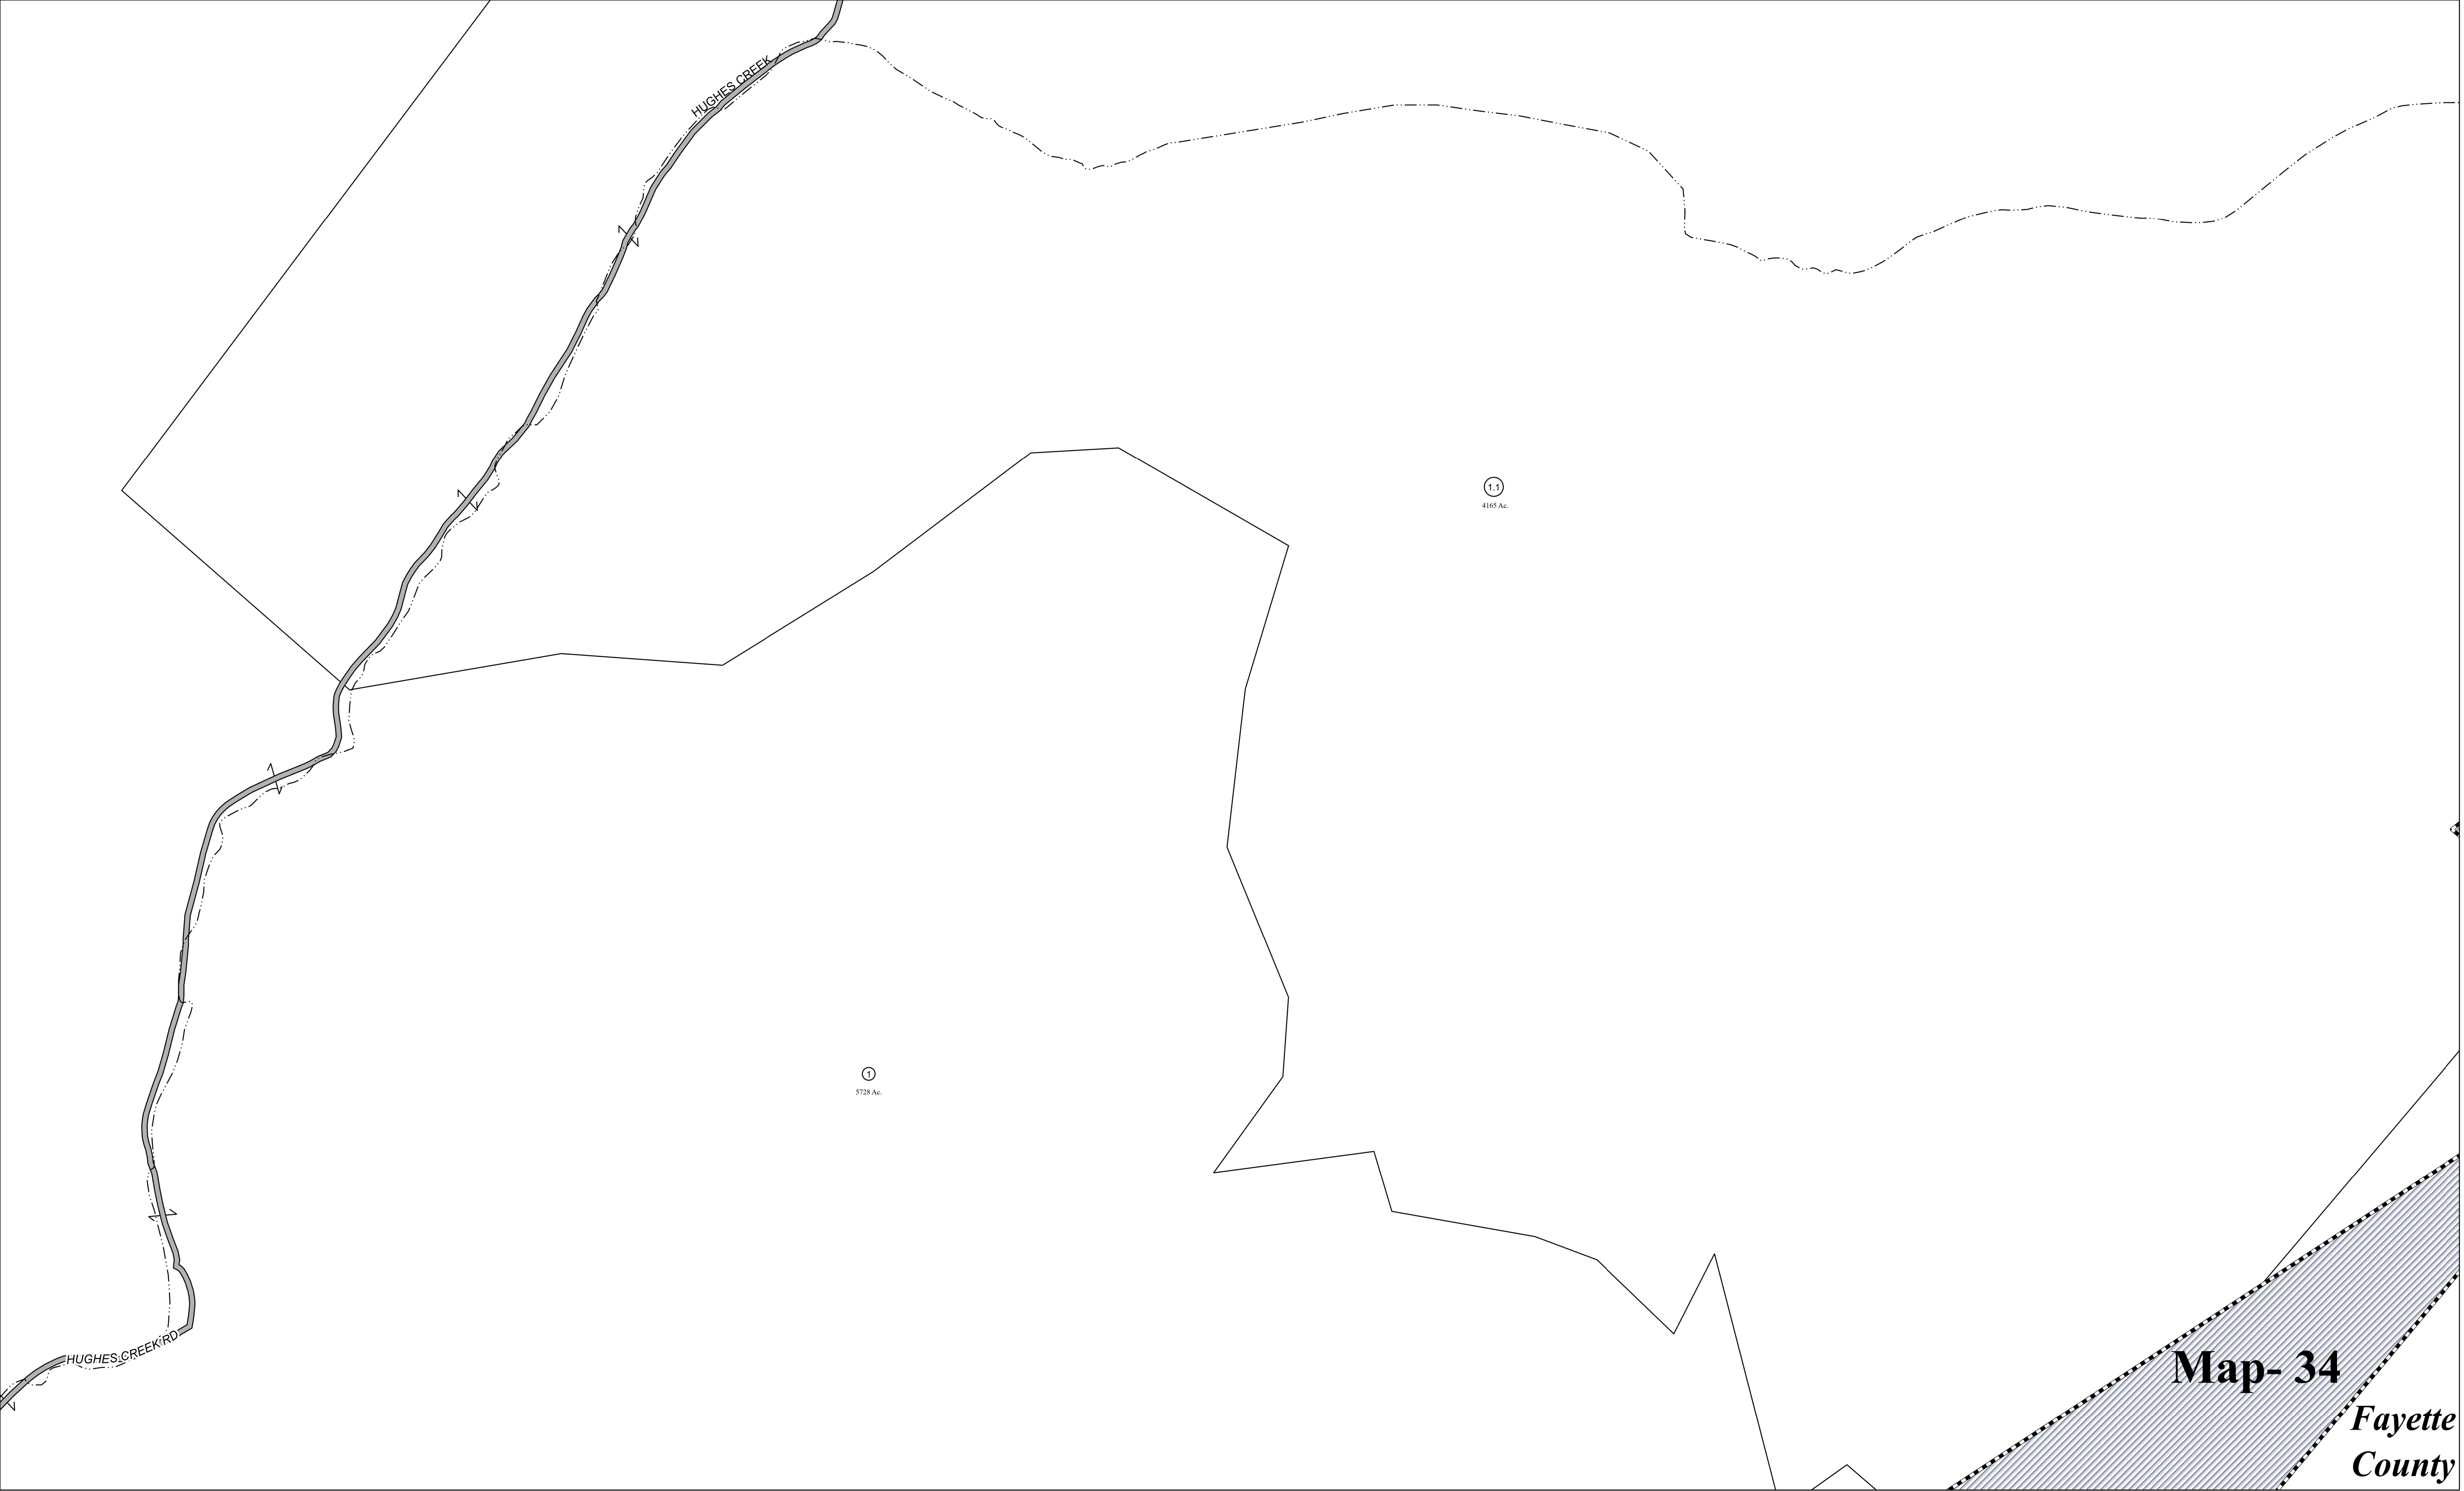 HUGHES CREEK
1.1
4165 Ac.
1
5728 Ac.
HUGHES CREEK RD
Map- 34
Fayette
County